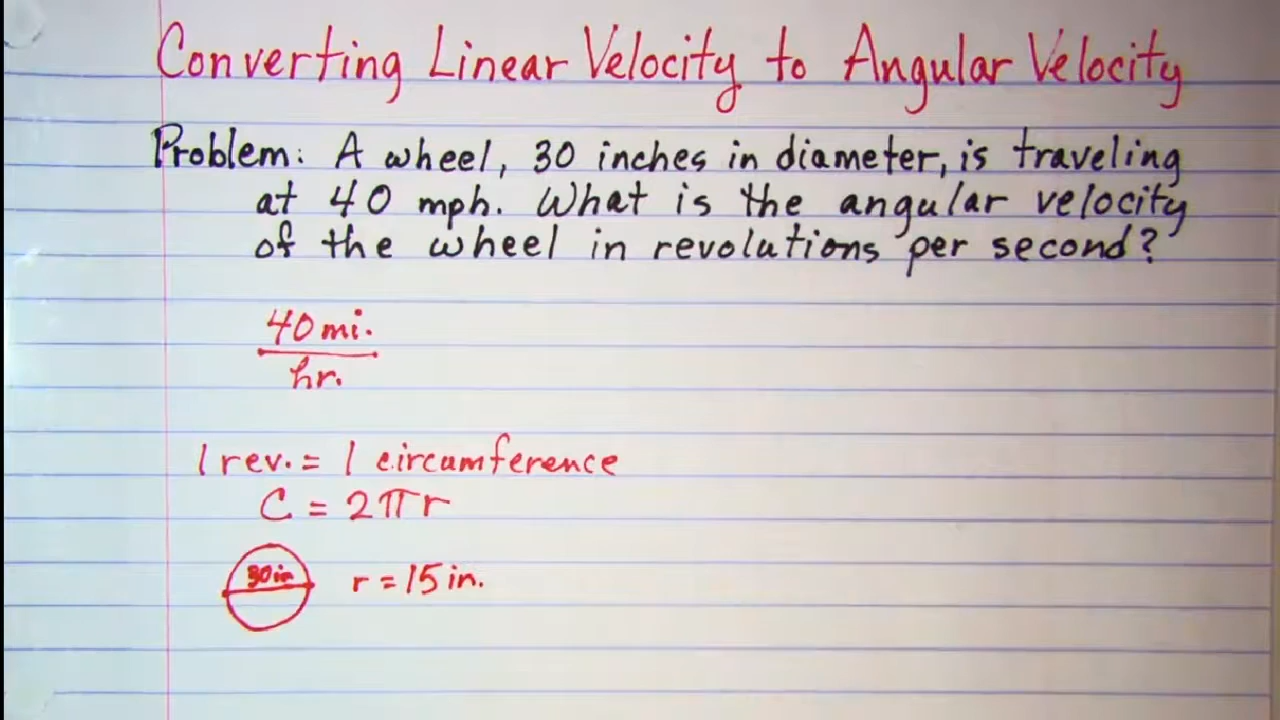 Converting Linear Velocity to Angular Velocity
Problem: A wheel, 30 inches in diameter, is traveling
at 40 mph. What is the angular velocity
of the wheel in revolutions per second?
40 mi.
hr.
1 rev. = 1 circumference
C = 2πr
30 in
r = 15 in.